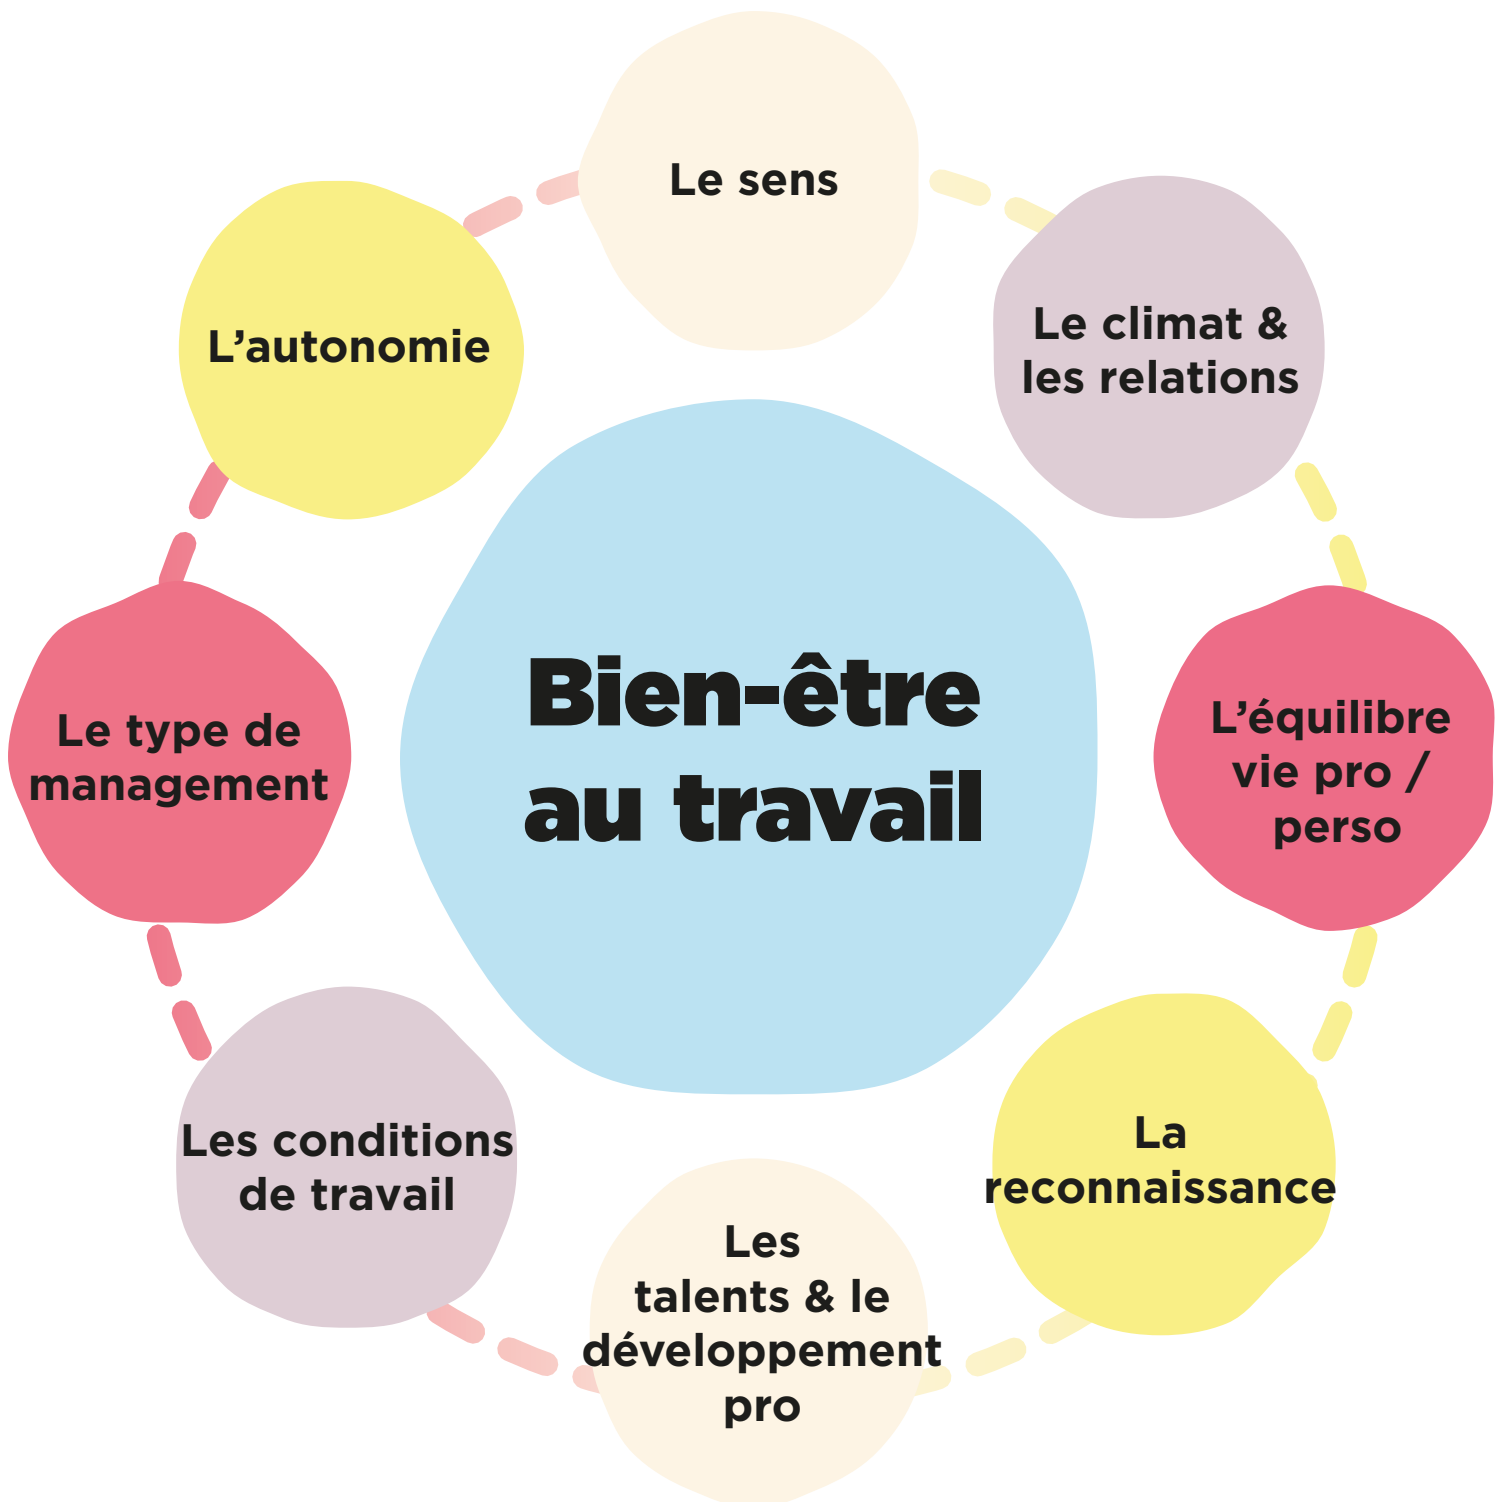 Le sens
Le climat &
les relations
L’équilibre
vie pro /
perso
La
reconnaissance
Les
talents & le
développement
pro
Les conditions
de travail
Le type de
management
L’autonomie
Bien-être
au travail